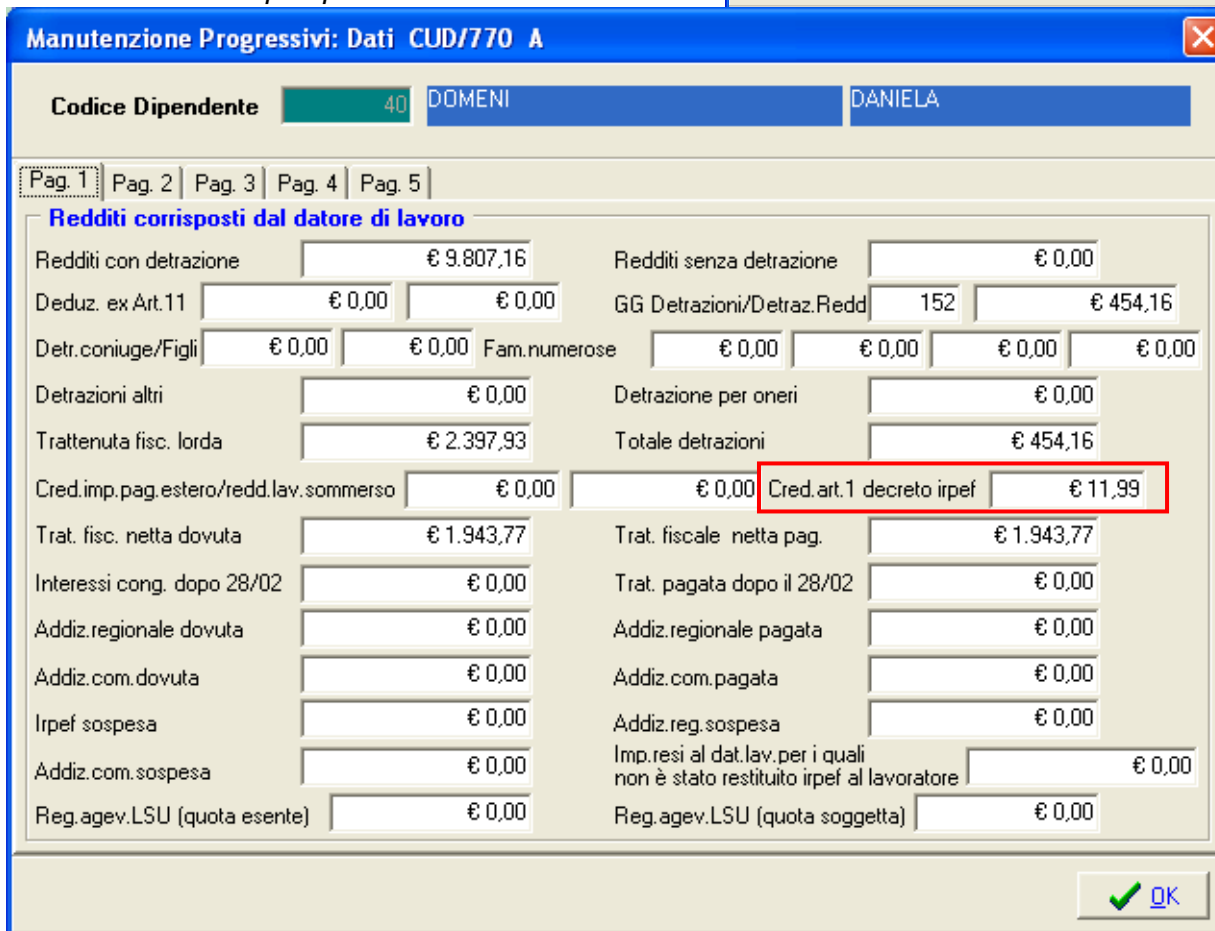 Manutenzione Progressivi: Dati CUD/770 A
Codice Dipendente 40 DOMENI DANIELA
Pag. 1 Pag. 2 Pag. 3 Pag. 4 Pag. 5
Redditi corrisposti dal datore di lavoro
Redditi con detrazione € 9.807,16 Redditi senza detrazione € 0,00
Deduz. ex Art.11 € 0,00 € 0,00 GG Detrazioni/Detraz.Redd 152 € 454,16
Detr.coniuge/Figli € 0,00 € 0,00 Fam.numerose € 0,00 € 0,00 € 0,00 € 0,00
Detrazioni altri € 0,00 Detrazione per oneri € 0,00
Trattenuta fisc. lorda € 2.397,93 Totale detrazioni € 454,16
Cred.imp.pag.estero/redd.lav.sommerso € 0,00 € 0,00 Cred.art.1 decreto irpef € 11,99
Trat. fisc. netta dovuta € 1.943,77 Trat. fiscale netta pag. € 1.943,77
Interessi cong. dopo 28/02 € 0,00 Trat. pagata dopo il 28/02 € 0,00
Addiz.regionale dovuta € 0,00 Addiz.regionale pagata € 0,00
Addiz.com.dovuta € 0,00 Addiz.com.pagata € 0,00
Irpef sospesa € 0,00 Addiz.reg.sospesa € 0,00
Addiz.com.sospesa € 0,00 Imp.resi al dat.lav.per i quali
non è stato restituito irpef al lavoratore € 0,00
Reg.agev.LSU (quota esente) € 0,00 Reg.agev.LSU (quota soggetta) € 0,00
OK